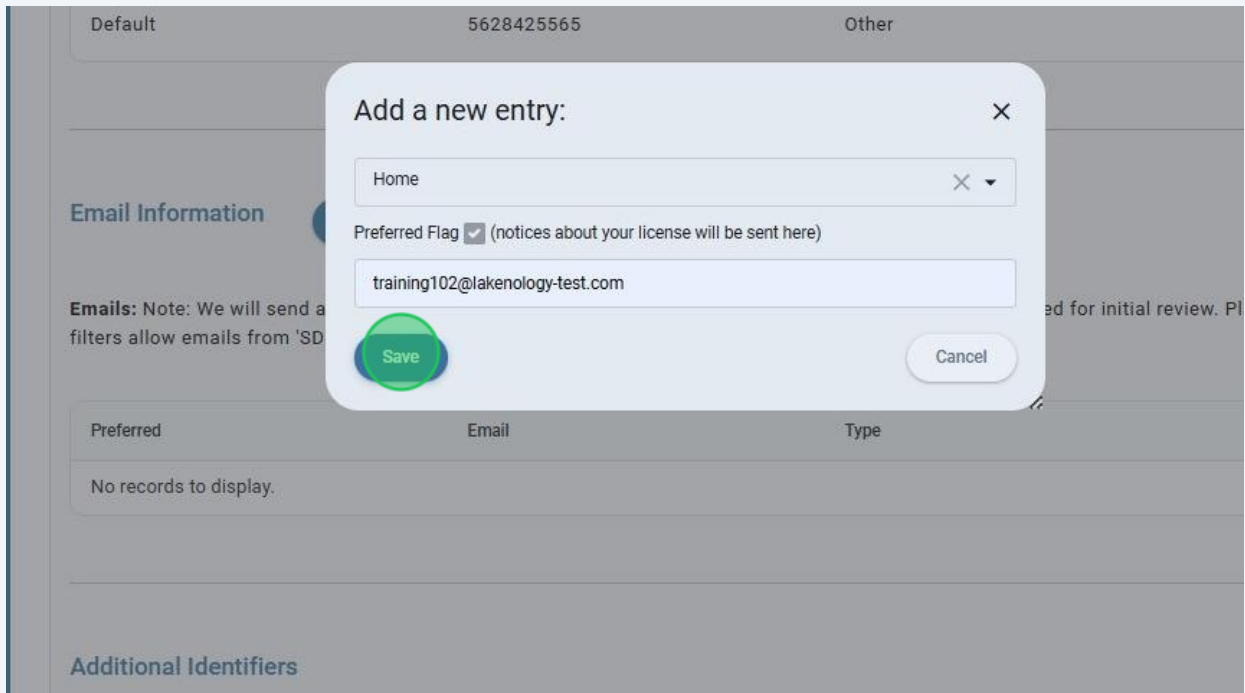 Default 5628425565 Other
Add a new entry:
Home
Email Information
Preferred Flag (notices about your license will be sent here)
training102@lakenology-test.com
Emails: Note: We will send a
ed for initial review. Pl
filters allow emails from 'SD
Save Cancel
Preferred Email Type
No records to display.
Additional Identifiers